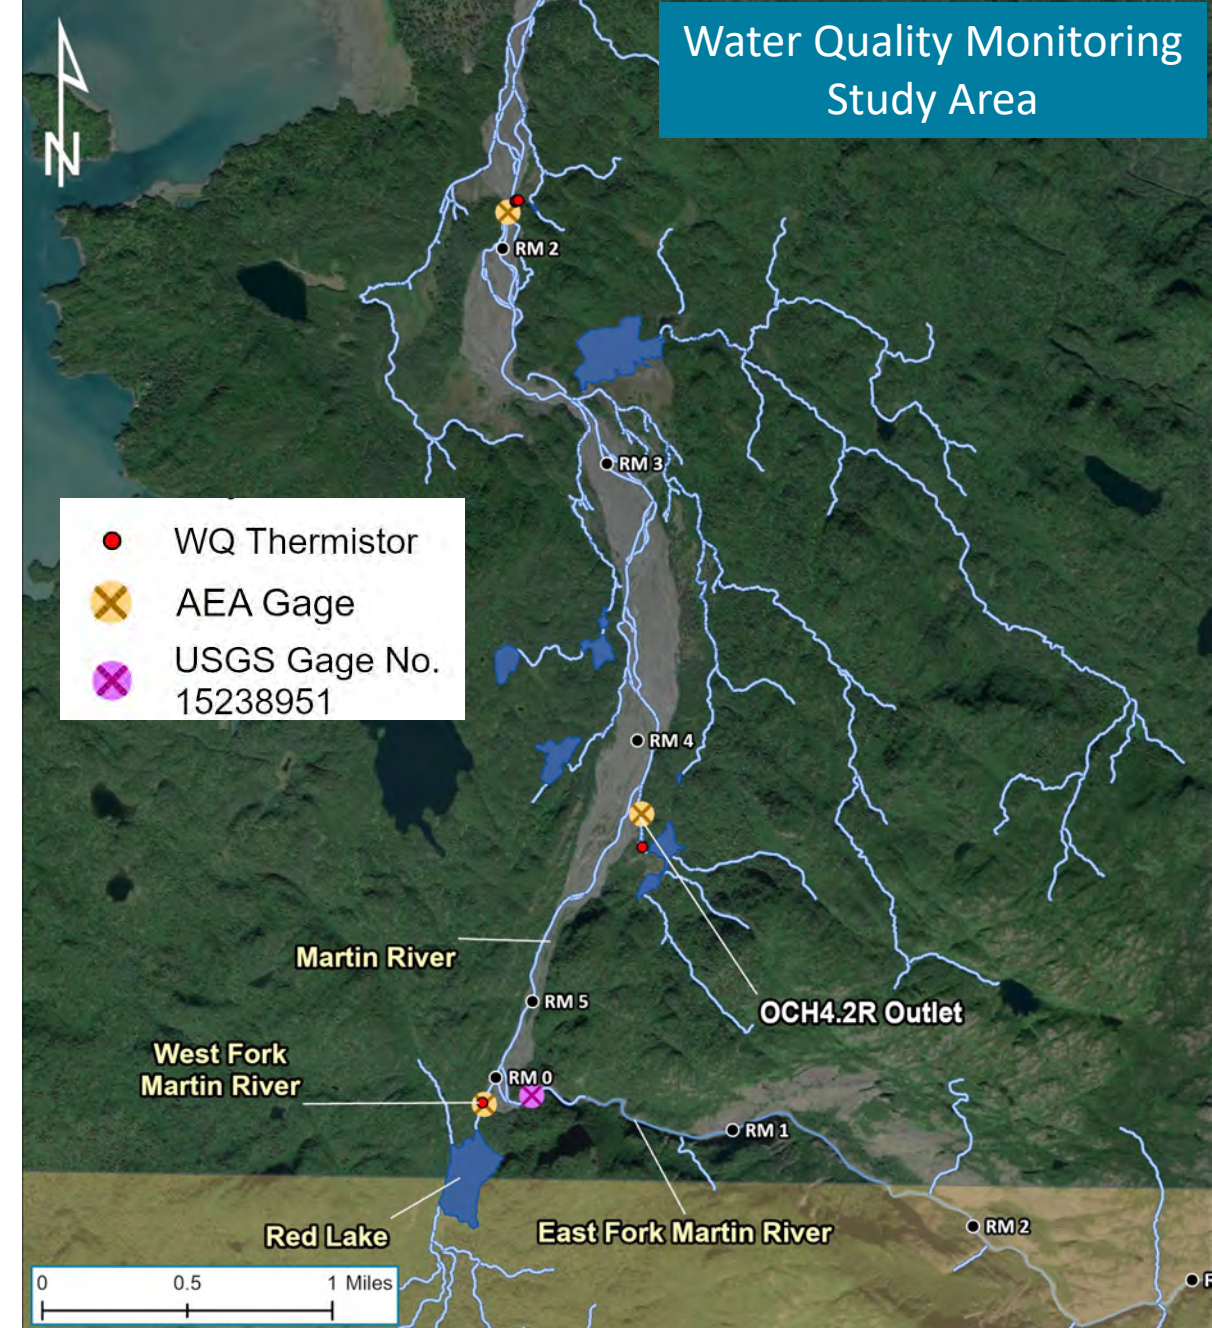 Water Quality Monitoring
Study Area
N
RM 2
RM 3
WQ Thermistor
AEA Gage
USGS Gage No.
15238951
RM 4
Martin River
RM 5
OCH4.2R Outlet
West Fork
Martin River
RM 0
RM 1
Red Lake
East Fork Martin River
RM 2
0 0.5 1 Miles